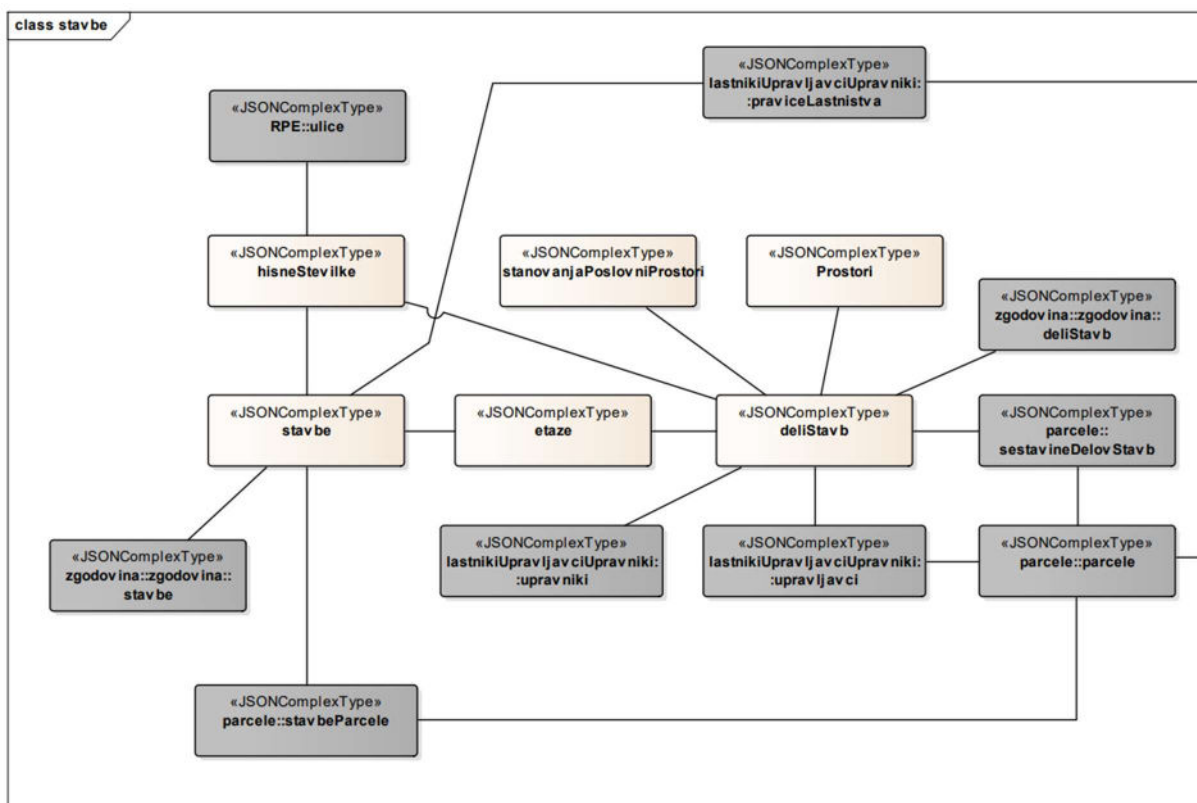 class stavbe
«JSONComplexType»
lastnikiUpravljavciUpravniki:
:praviceLastnistva
«JSONComplexType»
RPE::ulice
«JSONComplexType»
hisneStevilke
«JSONComplexType»
stanovanjaPoslovniProstori
«JSONComplexType»
Prostori
«JSONComplexType»
zgodovina::zgodovina::
deliStavb
«JSONComplexType»
stavbe
«JSONComplexType»
etaze
«JSONComplexType»
deliStavb
«JSONComplexType»
parcele::
sestavineDelovStavb
«JSONComplexType»
zgodovina::zgodovina::
stavbe
«JSONComplexType»
lastnikiUpravljavciUpravniki:
:upravniki
«JSONComplexType»
lastnikiUpravljavciUpravniki:
:upravljavci
«JSONComplexType»
parcele::parcele
«JSONComplexType»
parcele::stavbeParcele